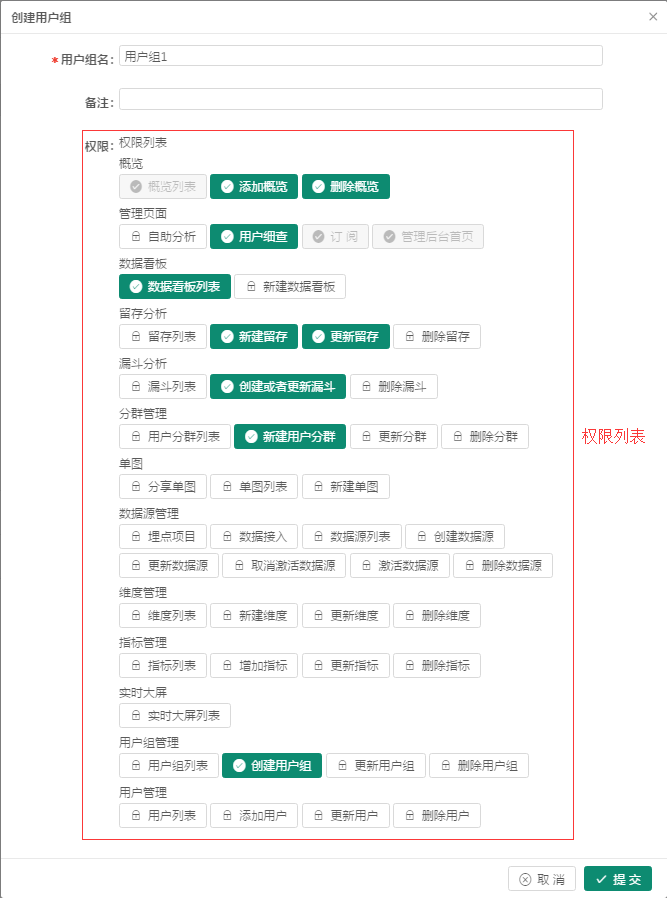 创建用户组
*用户组名: 用户组1
备注:
权限: 权限列表
概览
概览列表 添加概览 删除概览
管理页面
自助分析 用户细查 订 阅 管理后台首页
数据看板
数据看板列表 新建数据看板
留存分析
留存列表 新建留存 更新留存 删除留存
漏斗分析
漏斗列表 创建或者更新漏斗 删除漏斗
分群管理
用户分群列表 新建用户分群 更新分群 删除分群
权限列表
单图
分享单图 单图列表 新建单图
数据源管理
埋点项目 数据接入 数据源列表 创建数据源
更新数据源 取消激活数据源 激活数据源 删除数据源
维度管理
维度列表 新建维度 更新维度 删除维度
指标管理
指标列表 增加指标 更新指标 删除指标
实时大屏
实时大屏列表
用户组管理
用户组列表 创建用户组 更新用户组 删除用户组
用户管理
用户列表 添加用户 更新用户 删除用户
取 消 提 交